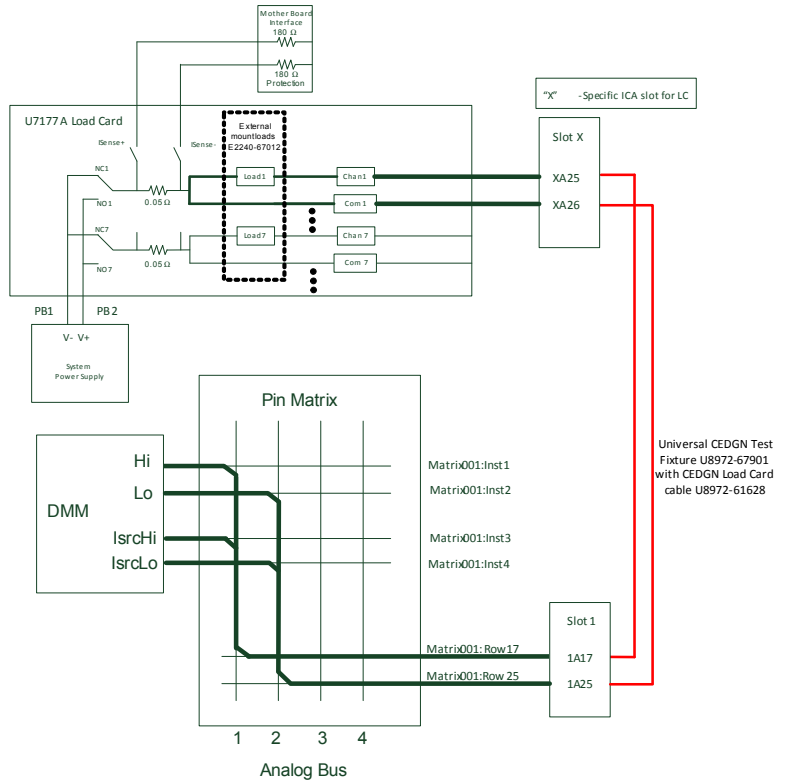 Mother Board
Interface
180 Ω
180 Ω
Protection
"X" -Specific ICA slot for LC
U7177A Load Card
External
mountloads
E2240-67012
ISense+
ISense-
Slot X
NC1
Load1
Chan1
XA25
0.05Ω
NO1
Com 1
XA26
NC7
Load7
Chan 7
0.05Ω
NO7
Com 7
PB1
PB2
V- V+
System
Power Supply
Pin Matrix
Hi
Matrix001:Inst1
Lo
Matrix001:Inst2
DMM
IsrcHi
Matrix001:Inst3
IsrcLo
Matrix001:Inst4
Universal CEDGN Test
Fixture U8972-67901
with CEDGN Load Card
cable U8972-61628
Slot 1
Matrix001: Row17
1A17
Matrix001:Row 25
1A25
1 2 3 4
Analog Bus